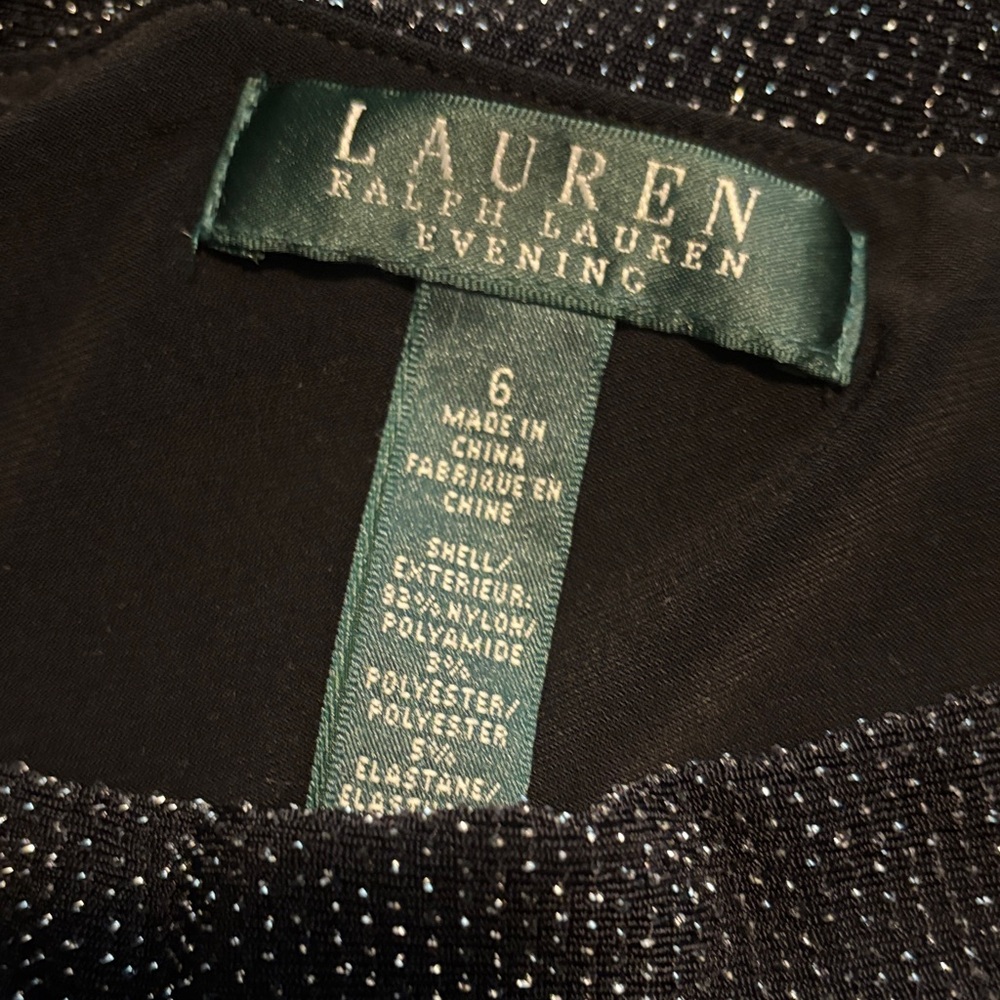 LAUREN
RALPH LAUREN
EVENING
6
MADE IN
CHINA
FABRIQUE EN
CHINE
SHELL/
EXTERIEUR.
92% NYLON/
POLYAMIDE
3%
POLYESTER/
POLYESTER
5%
ELASTANE/